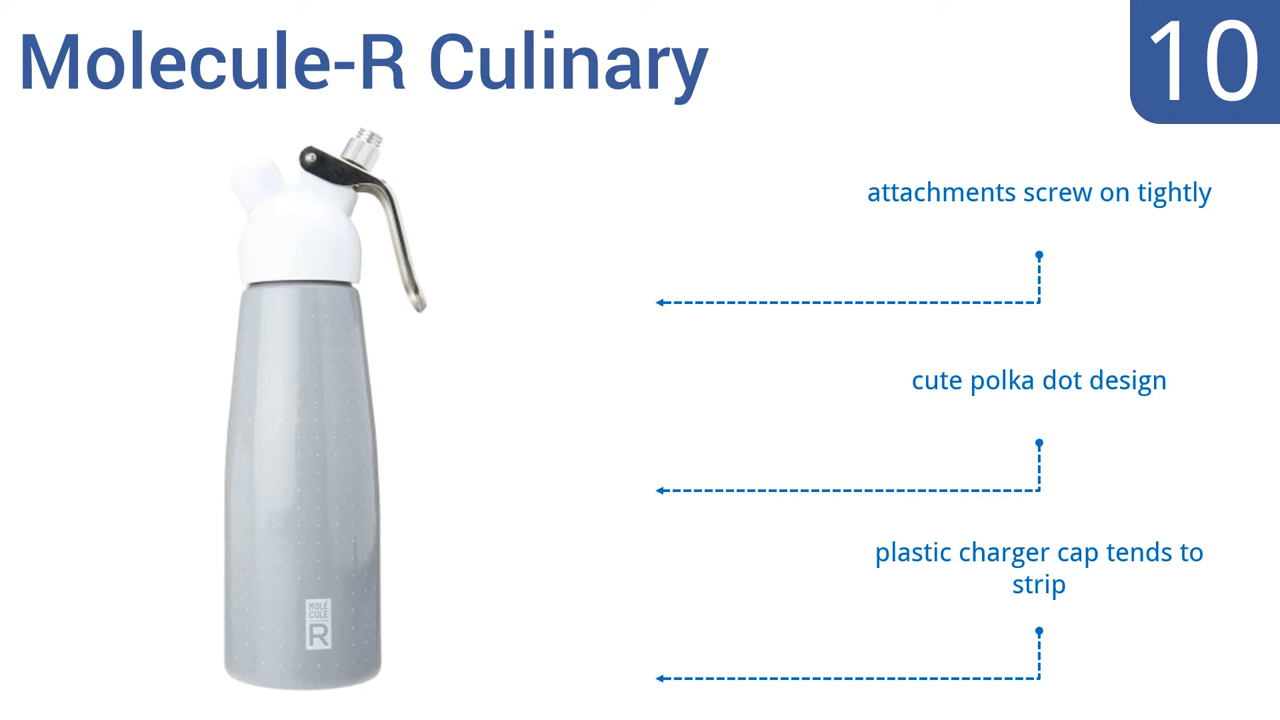 Molecule-R Culinary
10
attachments screw on tightly
cute polka dot design
plastic charger cap tends to
strip
MOLE
CULE
R